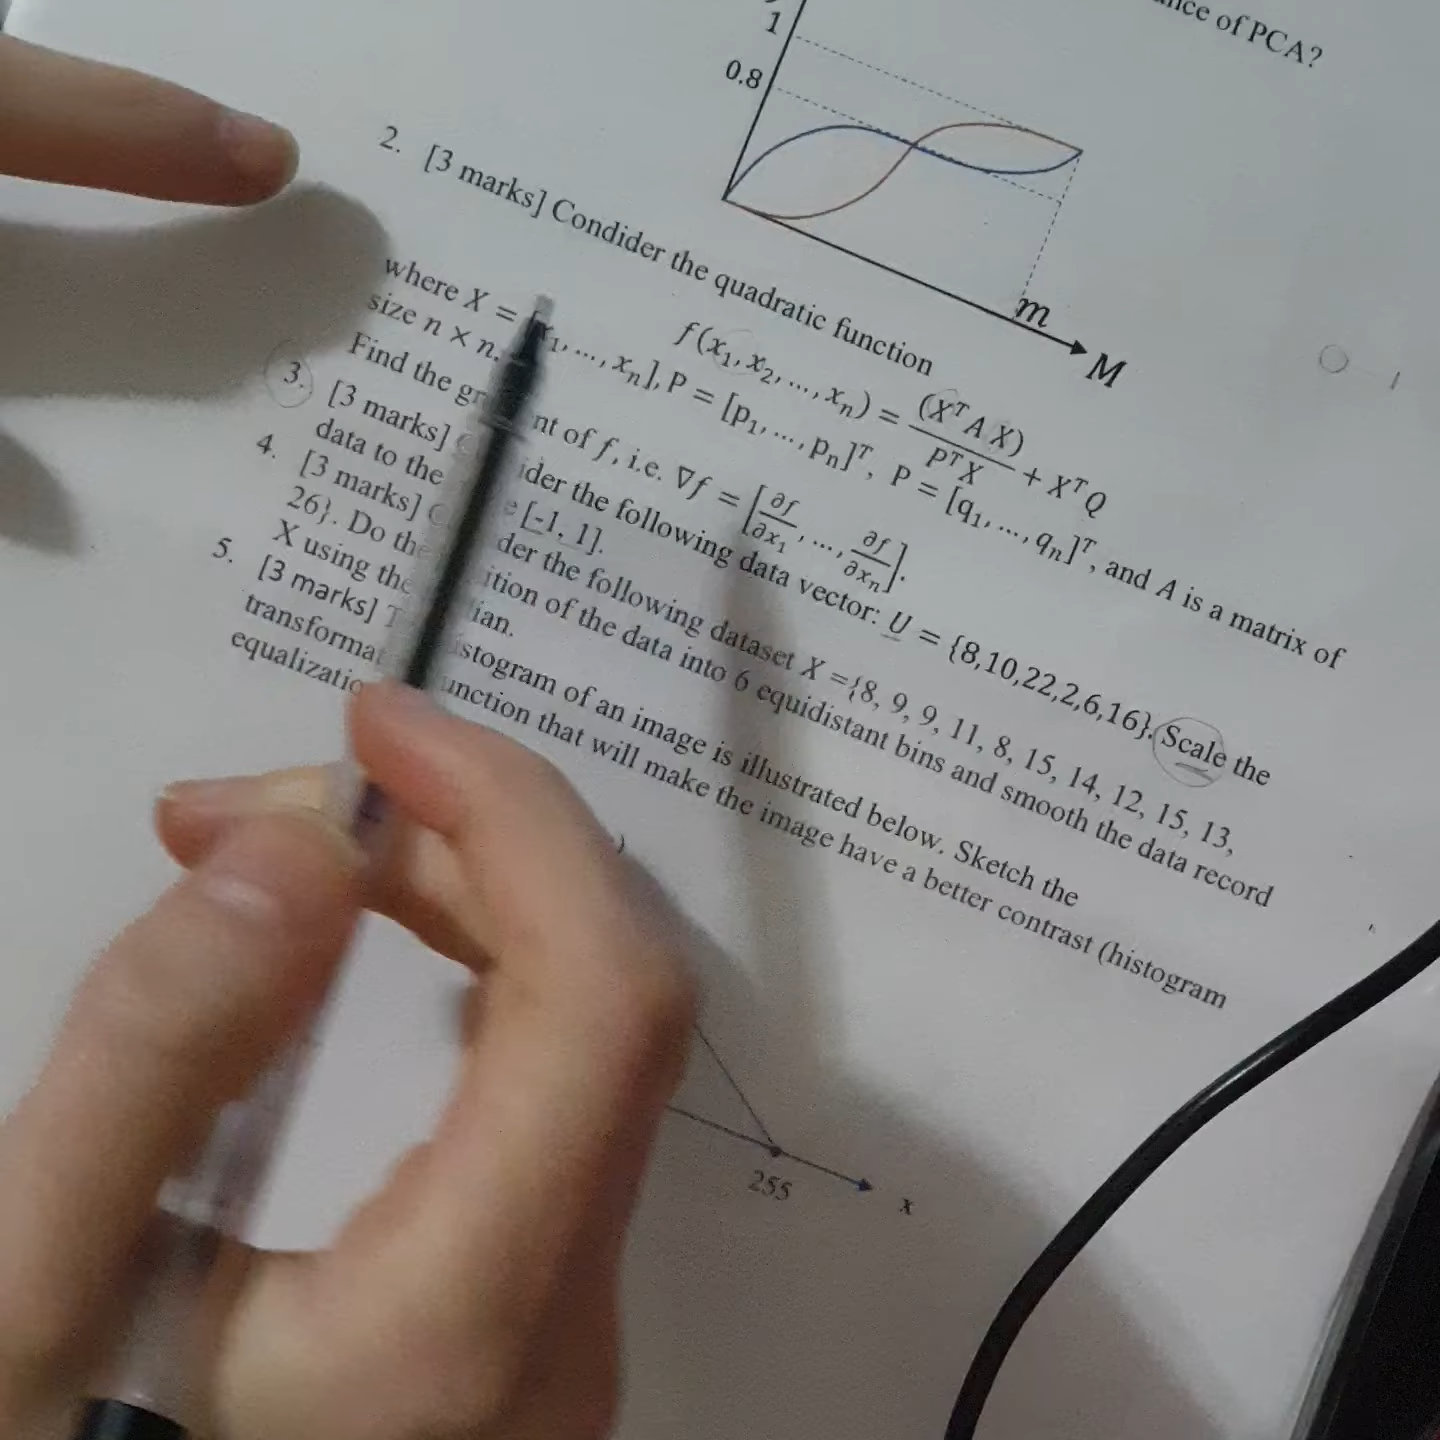 nce of PCA?
1
0.8
m
M
2. [3 marks] Condider the quadratic function
f(x₁, x₂, ..., xₙ) = (XᵀA X) / PᵀX + XᵀQ
where X = [x₁, ..., xₙ], P = [p₁, ..., pₙ]ᵀ, P = [q₁, ..., qₙ]ᵀ, and A is a matrix of
size n × n.
Find the gr nt of f, i.e. ∇f = [∂f/∂x₁, ..., ∂f/∂xₙ].
3. [3 marks] ider the following data vector: U = {8,10,22,2,6,16}. Scale the
data to the [-1, 1].
4. [3 marks] der the following dataset X ={8, 9, 9, 11, 8, 15, 14, 12, 15, 13,
26}. Do the ition of the data into 6 equidistant bins and smooth the data record
X using the ian.
5. [3 marks] T istogram of an image is illustrated below. Sketch the
transformat unction that will make the image have a better contrast (histogram
equalizatio
)
255
x